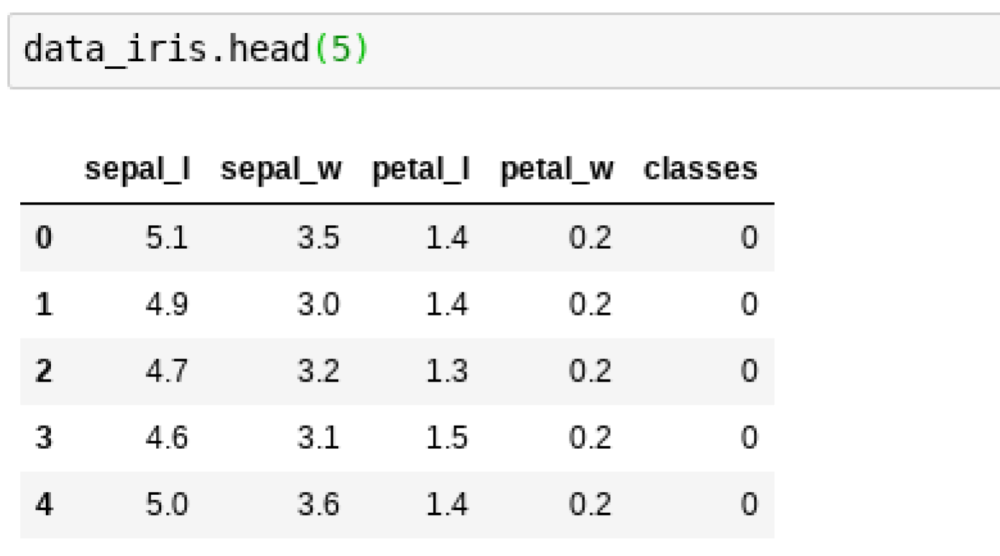 data_iris.head(5)
sepal_l sepal_w petal_l petal_w classes
0 5.1 3.5 1.4 0.2 0
1 4.9 3.0 1.4 0.2 0
2 4.7 3.2 1.3 0.2 0
3 4.6 3.1 1.5 0.2 0
4 5.0 3.6 1.4 0.2 0